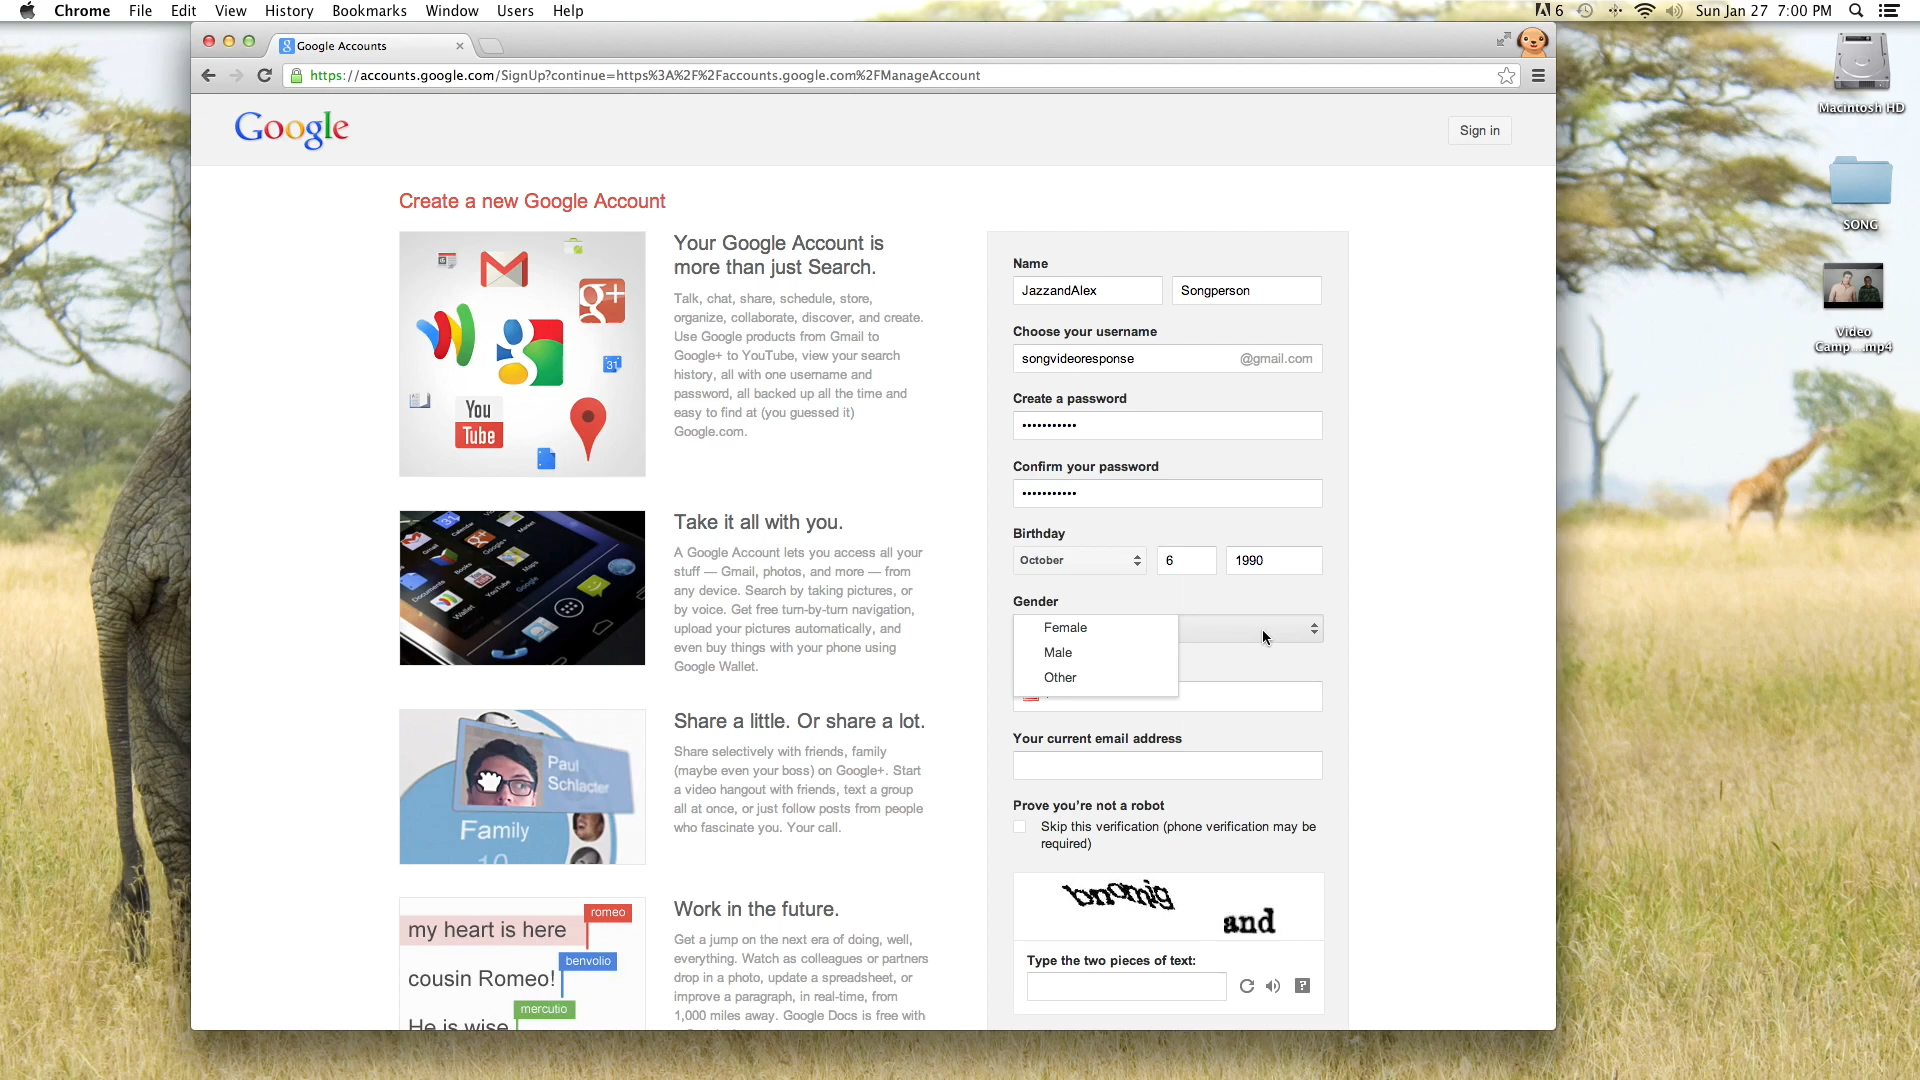 Chrome File Edit View History Bookmarks Window Users Help
6 Sun Jan 27 7:00 PM
Google Accounts
https://accounts.google.com/SignUp?continue=https%3A%2F%2Faccounts.google.com%2FManageAccount
Google
Sign in
Create a new Google Account
31
You
Tube
Your Google Account is
more than just Search.
Talk, chat, share, schedule, store,
organize, collaborate, discover, and create.
Use Google products from Gmail to
Google+ to YouTube, view your search
history, all with one username and
password, all backed up all the time and
easy to find at (you guessed it)
Google.com.
Take it all with you.
A Google Account lets you access all your
stuff — Gmail, photos, and more — from
any device. Search by taking pictures, or
by voice. Get free turn-by-turn navigation,
upload your pictures automatically, and
even buy things with your phone using
Google Wallet.
Paul
Schlacter
Family
10
Share a little. Or share a lot.
Share selectively with friends, family
(maybe even your boss) on Google+. Start
a video hangout with friends, text a group
all at once, or just follow posts from people
who fascinate you. Your call.
romeo
my heart is here
benvolio
cousin Romeo!
mercutio
He is wise
Work in the future.
Get a jump on the next era of doing, well,
everything. Watch as colleagues or partners
drop in a photo, update a spreadsheet, or
improve a paragraph, in real-time, from
1,000 miles away. Google Docs is free with
Name
JazzandAlex Songperson
Choose your username
songvideoresponse @gmail.com
Create a password
Confirm your password
Birthday
October 6 1990
Gender
Female
Male
Other
Your current email address
Prove you're not a robot
Skip this verification (phone verification may be
required)
and
Type the two pieces of text:
Macintosh HD
SONG
Video
Camp ....mp4